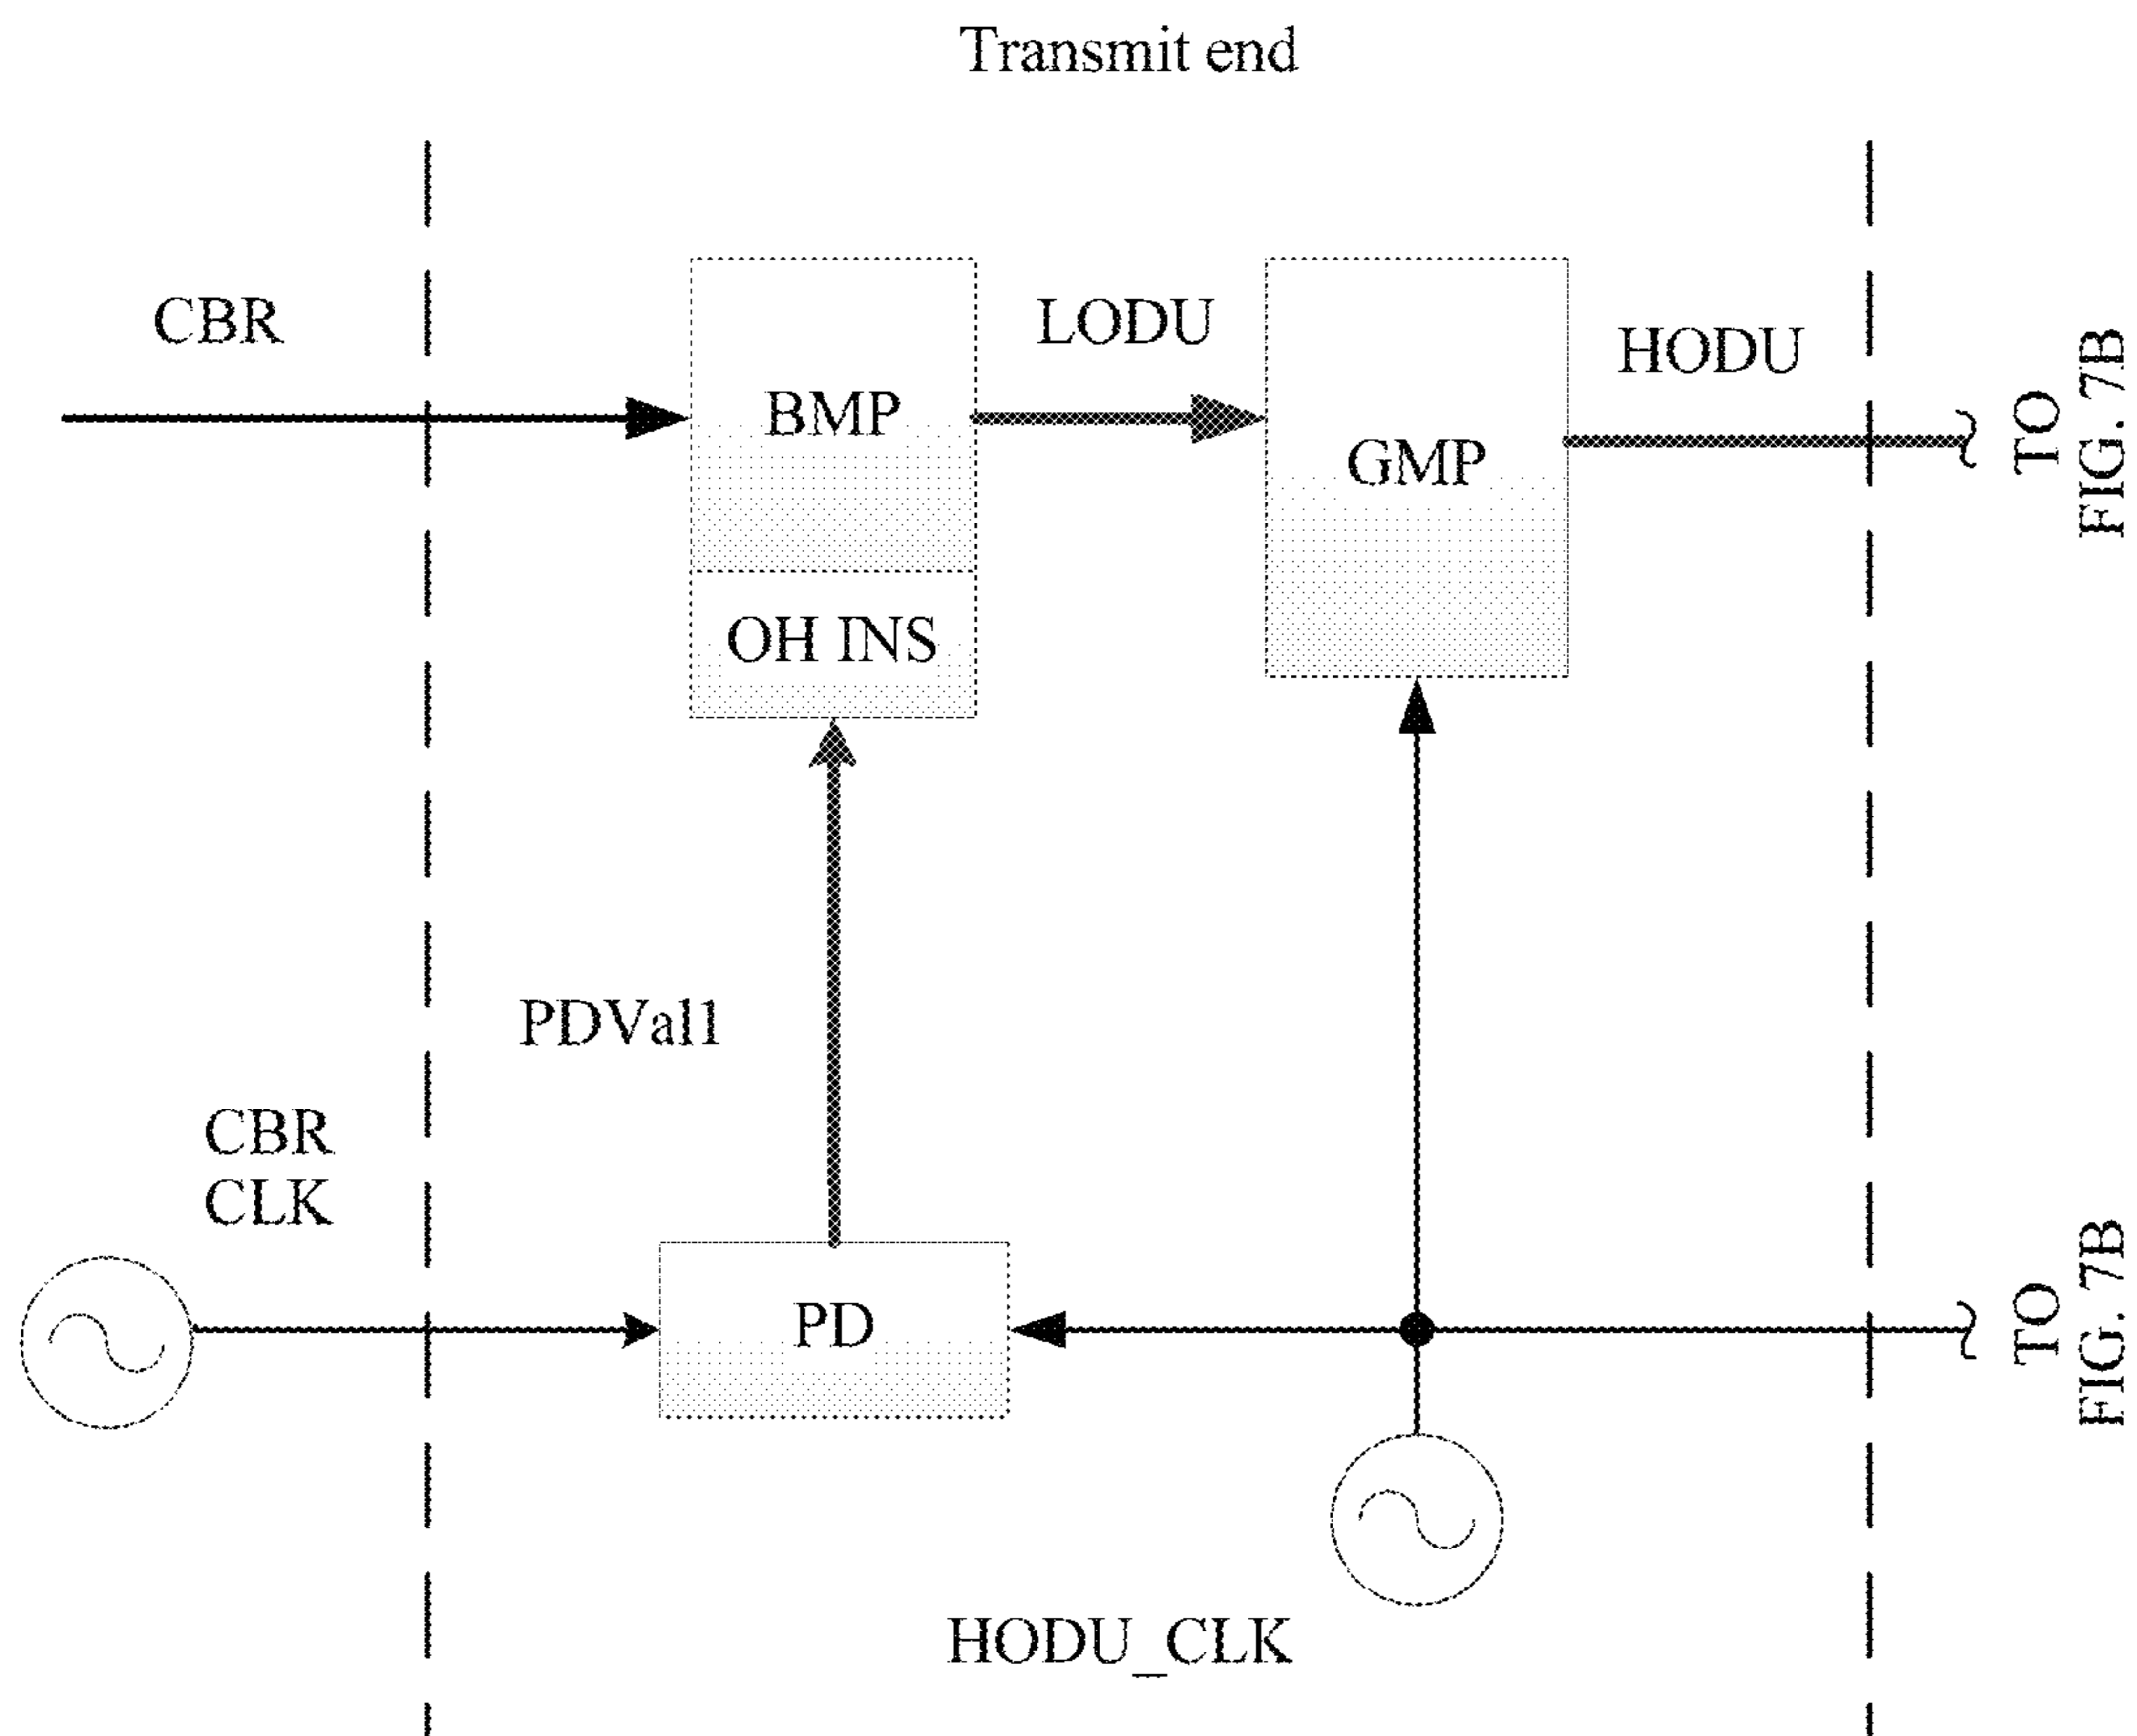 Transmit end
CBR
LODU
HODU
BMP
GMP
TO
FIG. 7B
OH INS
PDVal1
CBR
CLK
PD
TO
FIG. 7B
HODU_CLK